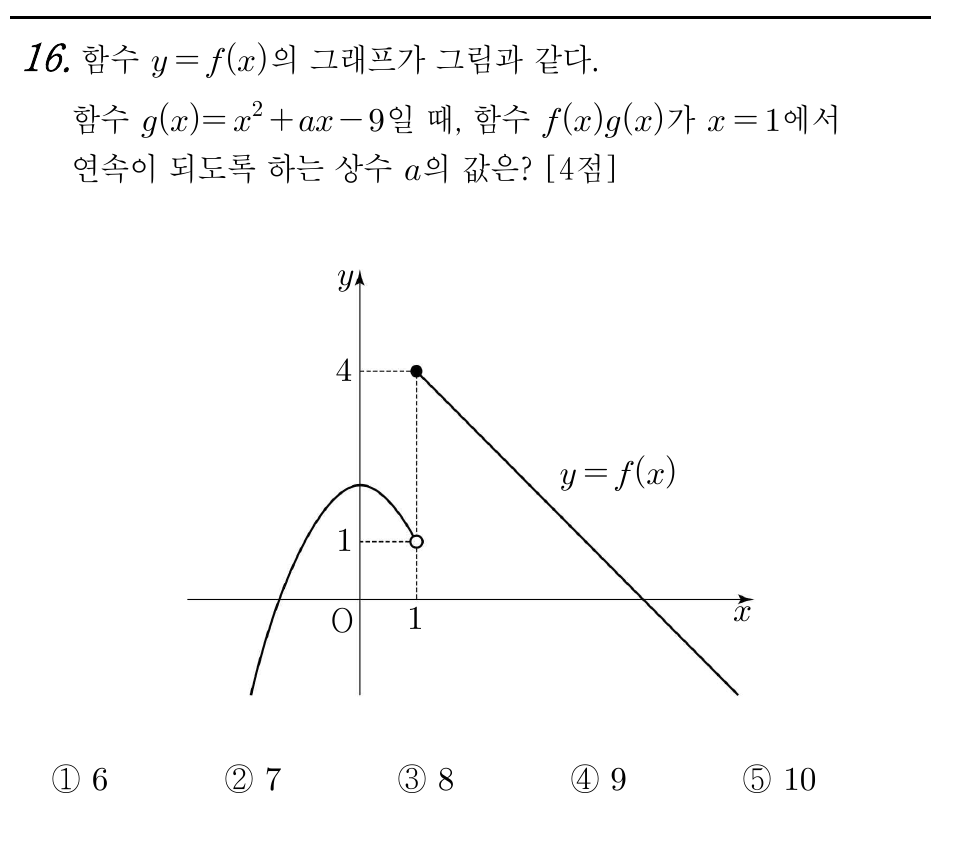 16. 함수 y=f(x)의 그래프가 그림과 같다.
함수 g(x)=x²+ax-9일 때, 함수 f(x)g(x)가 x=1에서
연속이 되도록 하는 상수 a의 값은? [4점]
y
4
y=f(x)
1
O 1 x
① 6 ② 7 ③ 8 ④ 9 ⑤ 10